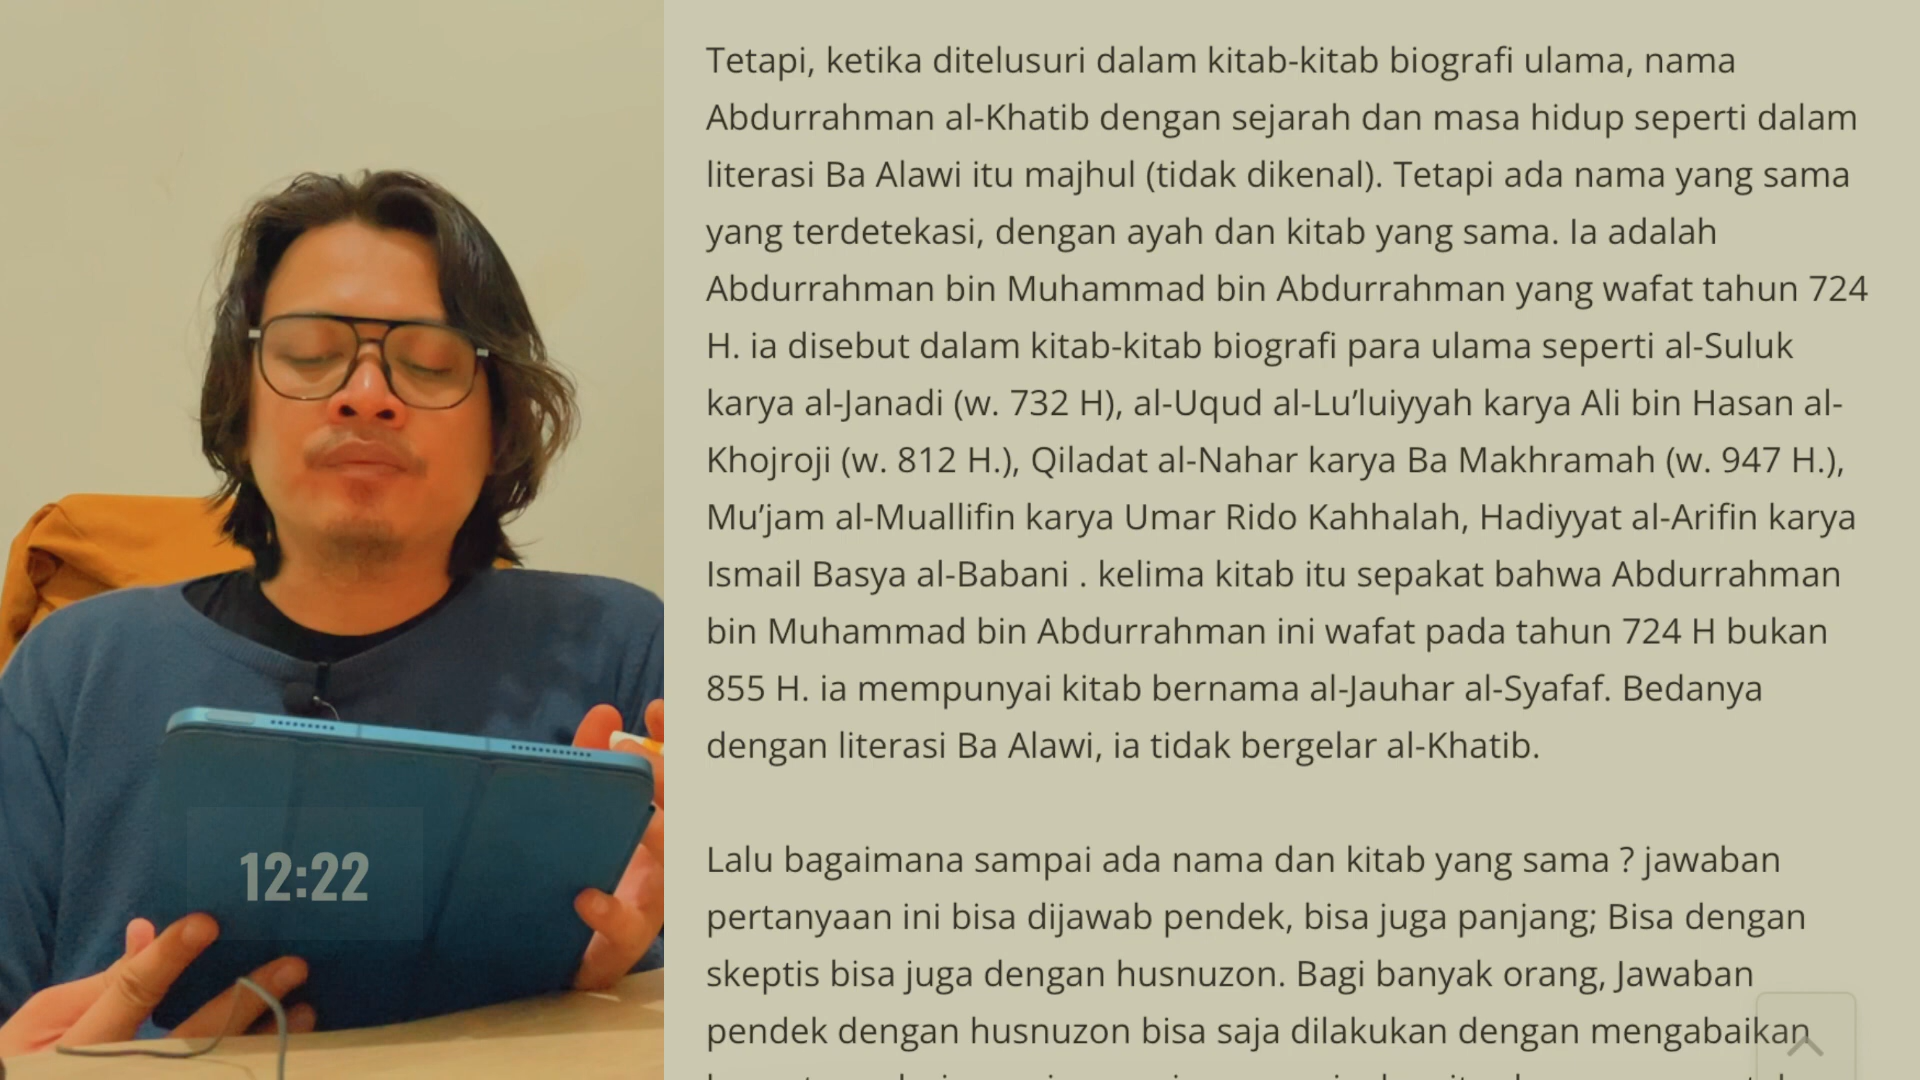 Tetapi, ketika ditelusuri dalam kitab-kitab biografi ulama, nama
Abdurrahman al-Khatib dengan sejarah dan masa hidup seperti dalam
literasi Ba Alawi itu majhul (tidak dikenal). Tetapi ada nama yang sama
yang terdetekasi, dengan ayah dan kitab yang sama. Ia adalah
Abdurrahman bin Muhammad bin Abdurrahman yang wafat tahun 724
H. ia disebut dalam kitab-kitab biografi para ulama seperti al-Suluk
karya al-Janadi (w. 732 H), al-Uqud al-Lu’luiyyah karya Ali bin Hasan al-
Khojroji (w. 812 H.), Qiladat al-Nahar karya Ba Makhramah (w. 947 H.),
Mu’jam al-Muallifin karya Umar Rido Kahhalah, Hadiyyat al-Arifin karya
Ismail Basya al-Babani . kelima kitab itu sepakat bahwa Abdurrahman
bin Muhammad bin Abdurrahman ini wafat pada tahun 724 H bukan
855 H. ia mempunyai kitab bernama al-Jauhar al-Syafaf. Bedanya
dengan literasi Ba Alawi, ia tidak bergelar al-Khatib.
Lalu bagaimana sampai ada nama dan kitab yang sama ? jawaban
pertanyaan ini bisa dijawab pendek, bisa juga panjang; Bisa dengan
skeptis bisa juga dengan husnuzon. Bagi banyak orang, Jawaban
pendek dengan husnuzon bisa saja dilakukan dengan mengabaikan
12:22